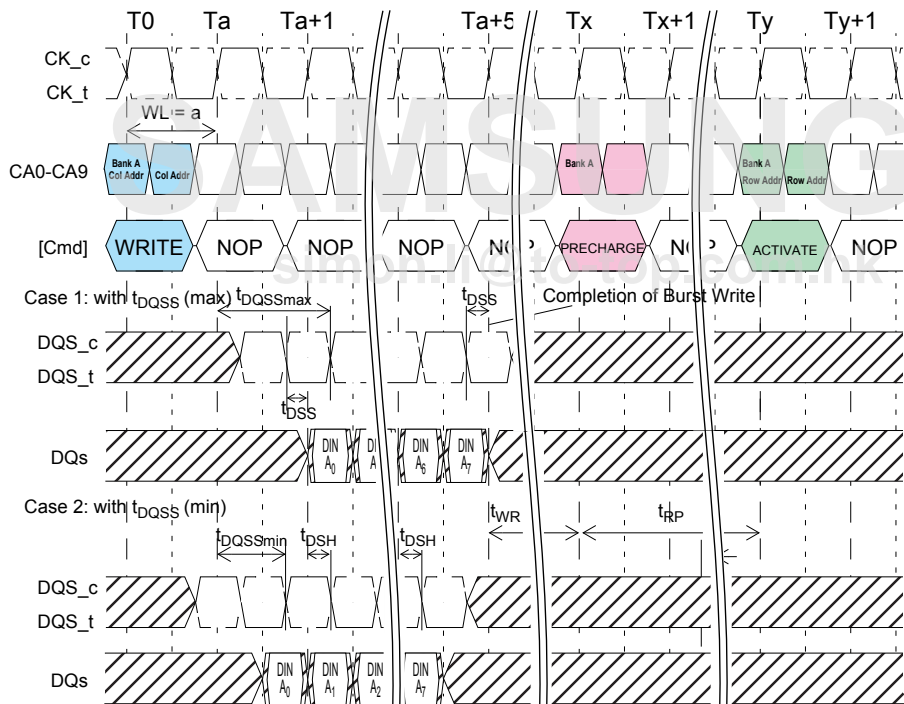 T0 Ta Ta+1 Ta+5 Tx Tx+1 Ty Ty+1
CK_c
CK_t
SAMSUNG
WL = a
CA0-CA9
Bank A
Col Addr
Col Addr
Bank A
Bank A
Row Addr
Row Addr
[Cmd] WRITE NOP NOP NOP NOP PRECHARGE NOP ACTIVATE NOP
Case 1: with tDQSS (max) tDQSSmax tDSS Completion of Burst Write
DQS_c
DQS_t
tDSS
DQs
DIN
A0
DIN
A6
DIN
A7
Case 2: with tDQSS (min)
tDQSSmin tDSH tDSH tWR tRP
DQS_c
DQS_t
DQs
DIN
A0
DIN
A1
DIN
A2
DIN
A7